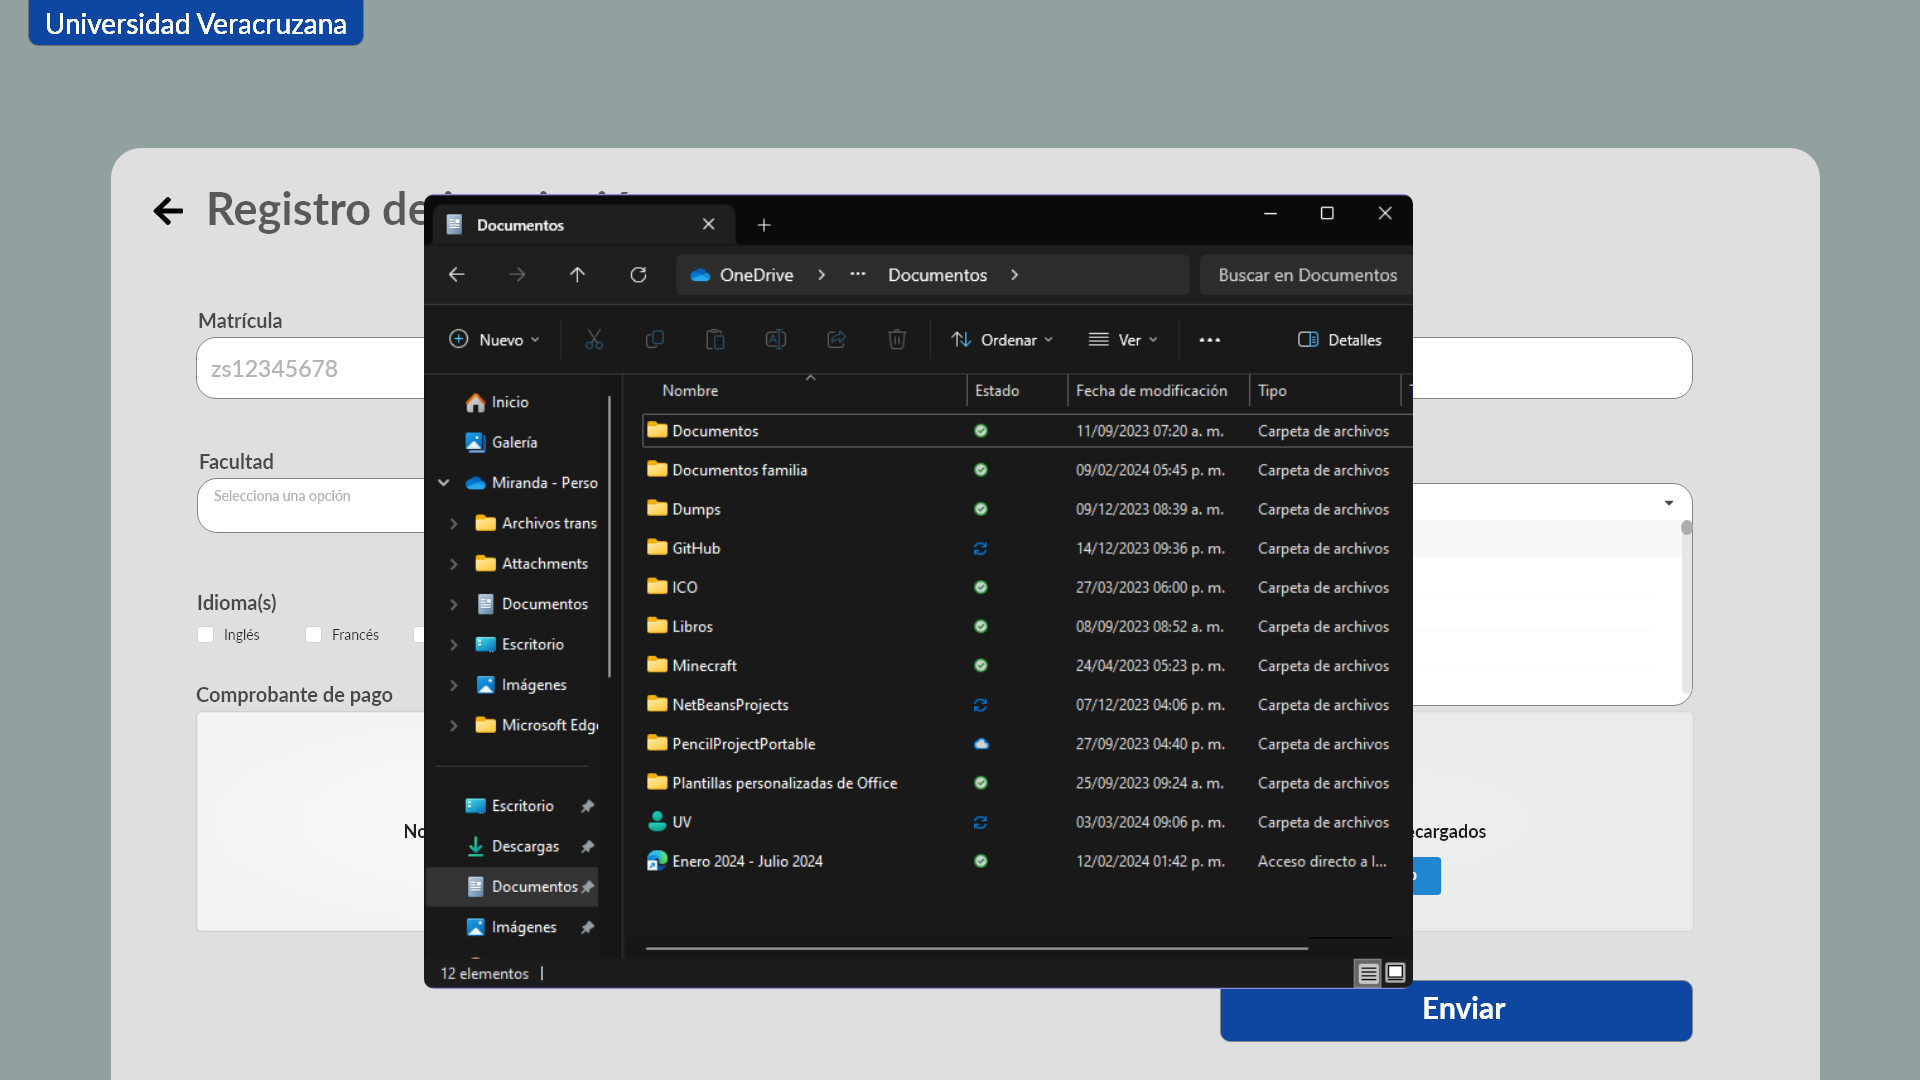 Universidad Veracruzana
Registro de
Matrícula
zs12345678
Facultad
Selecciona una opción
Idioma(s)
Inglés Francés
Comprobante de pago
No
cargados
Enviar
Documentos
OneDrive ··· Documentos
Buscar en Documentos
Nuevo Ordenar Ver ··· Detalles
Inicio
Galería
Miranda - Perso
Archivos trans
Attachments
Documentos
Escritorio
Imágenes
Microsoft Edge
Escritorio
Descargas
Documentos
Imágenes
Nombre Estado Fecha de modificación Tipo
Documentos 11/09/2023 07:20 a. m. Carpeta de archivos
Documentos familia 09/02/2024 05:45 p. m. Carpeta de archivos
Dumps 09/12/2023 08:39 a. m. Carpeta de archivos
GitHub 14/12/2023 09:36 p. m. Carpeta de archivos
ICO 27/03/2023 06:00 p. m. Carpeta de archivos
Libros 08/09/2023 08:52 a. m. Carpeta de archivos
Minecraft 24/04/2023 05:23 p. m. Carpeta de archivos
NetBeansProjects 07/12/2023 04:06 p. m. Carpeta de archivos
PencilProjectPortable 27/09/2023 04:40 p. m. Carpeta de archivos
Plantillas personalizadas de Office 25/09/2023 09:24 a. m. Carpeta de archivos
UV 03/03/2024 09:06 p. m. Carpeta de archivos
Enero 2024 - Julio 2024 12/02/2024 01:42 p. m. Acceso directo a l...
12 elementos